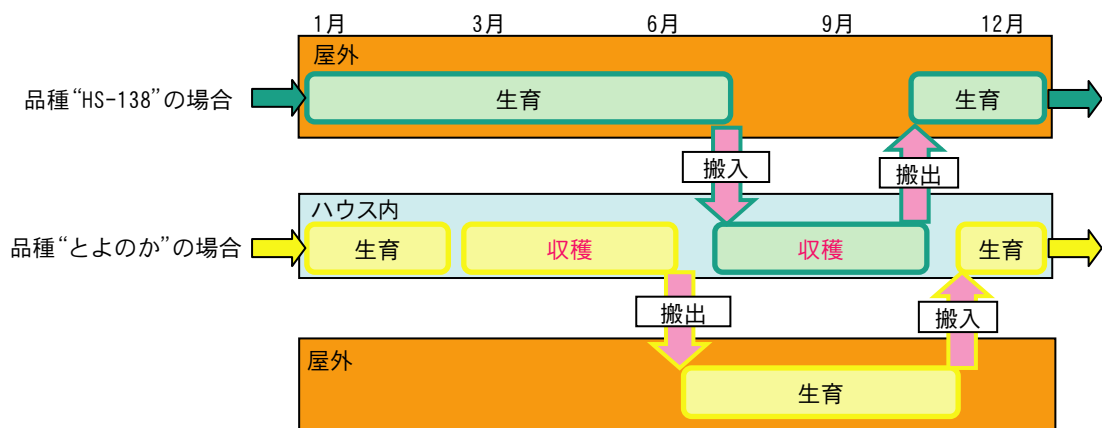 1月 3月 6月 9月 12月
屋外
品種“HS-138”の場合 生育 生育
搬入 搬出
ハウス内
品種“とよのか”の場合 生育 収穫 収穫 生育
搬出 搬入
屋外
生育